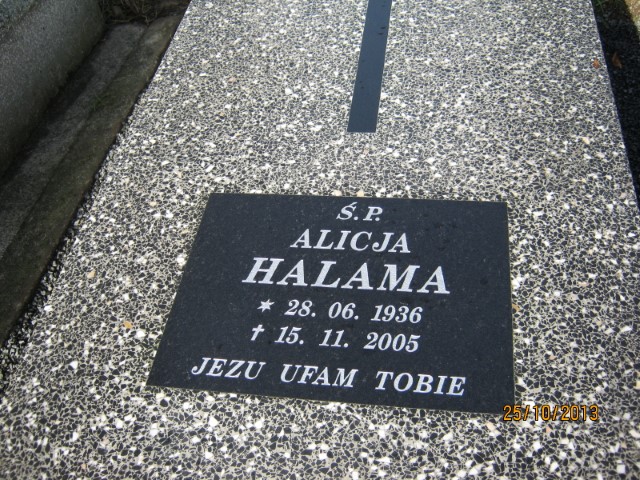 Ś.P.
ALICJA
HALAMA
* 28. 06. 1936
† 15. 11. 2005
JEZU UFAM TOBIE
25/10/2013